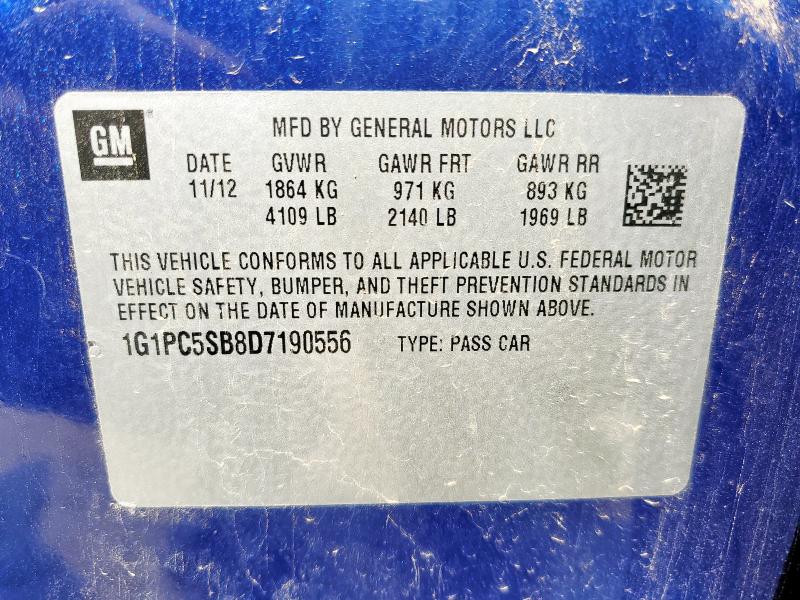 GM
MFD BY GENERAL MOTORS LLC
DATE GVWR GAWR FRT GAWR RR
11/12 1864 KG 971 KG 893 KG
4109 LB 2140 LB 1969 LB
THIS VEHICLE CONFORMS TO ALL APPLICABLE U.S. FEDERAL MOTOR
VEHICLE SAFETY, BUMPER, AND THEFT PREVENTION STANDARDS IN
EFFECT ON THE DATE OF MANUFACTURE SHOWN ABOVE.
1G1PC5SB8D7190556 TYPE: PASS CAR